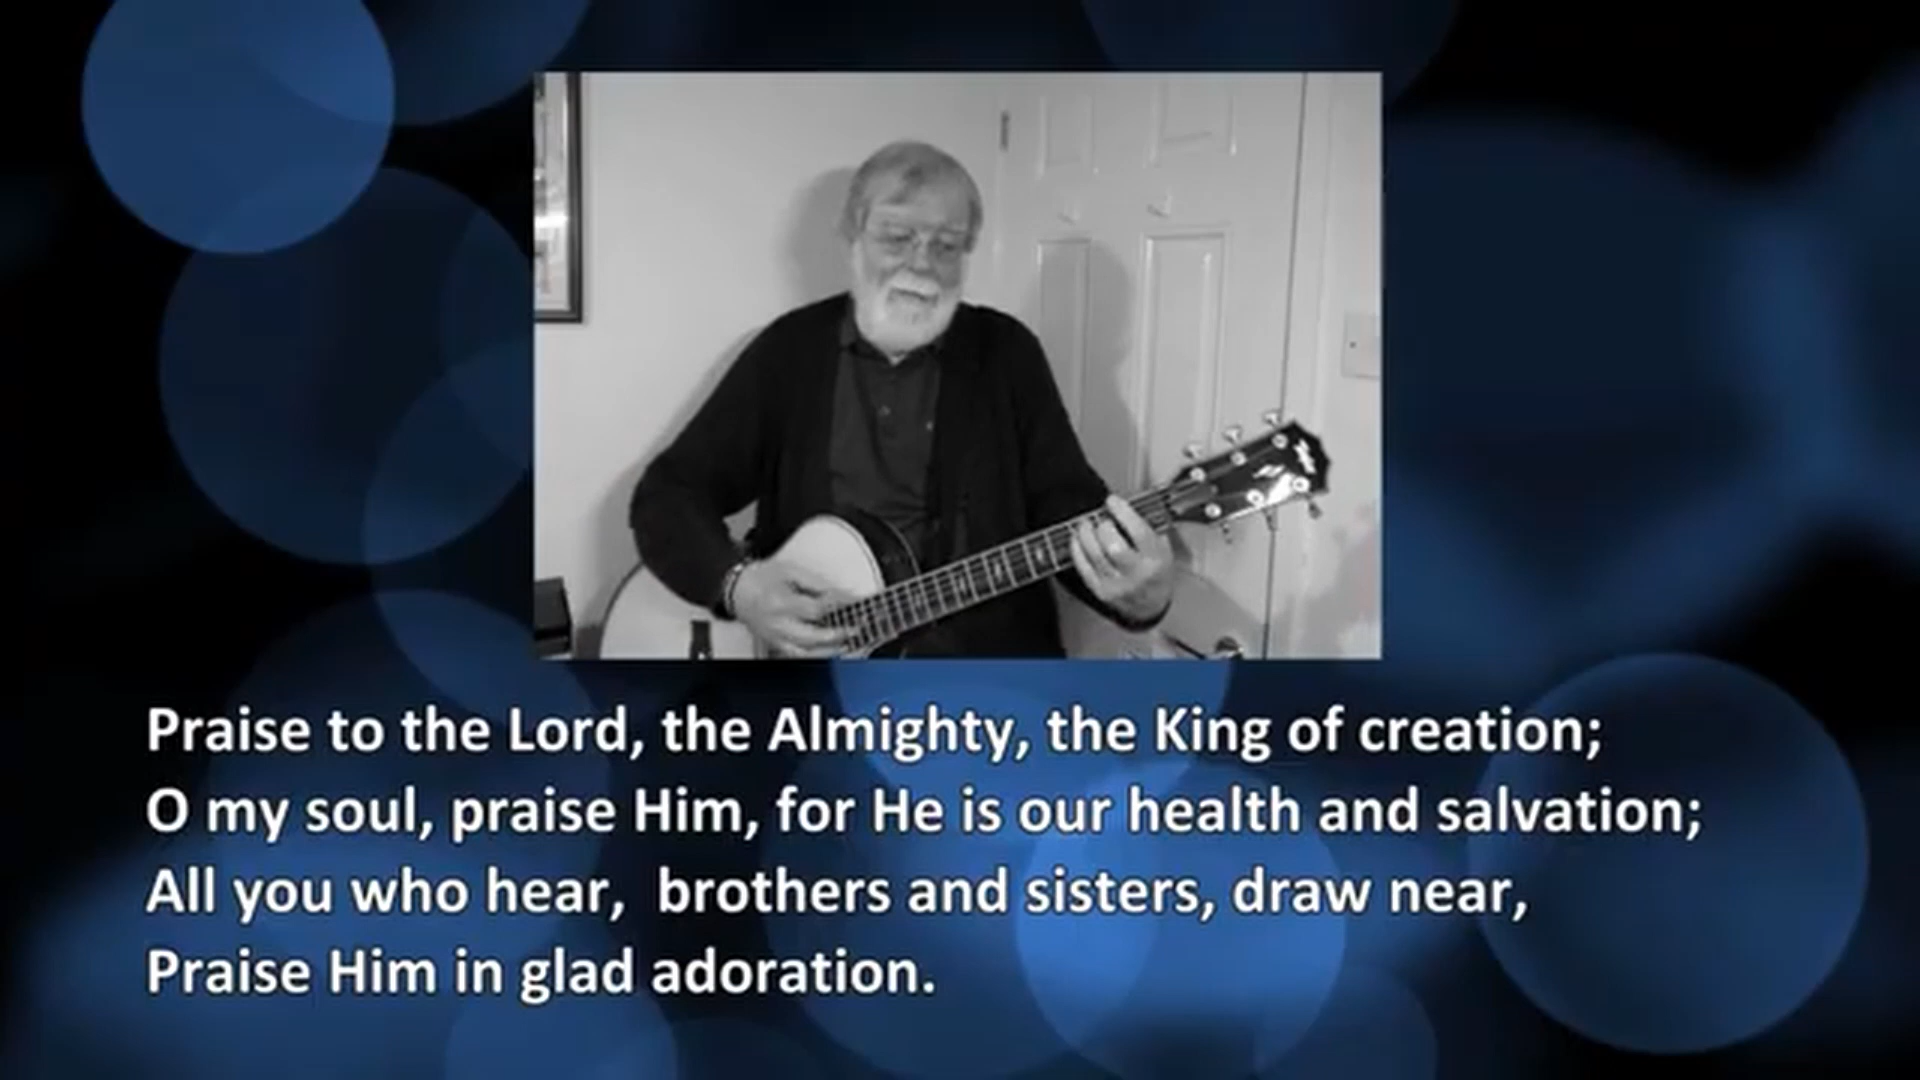 Praise to the Lord, the Almighty, the King of creation;
O my soul, praise Him, for He is our health and salvation;
All you who hear,  brothers and sisters, draw near,
Praise Him in glad adoration.